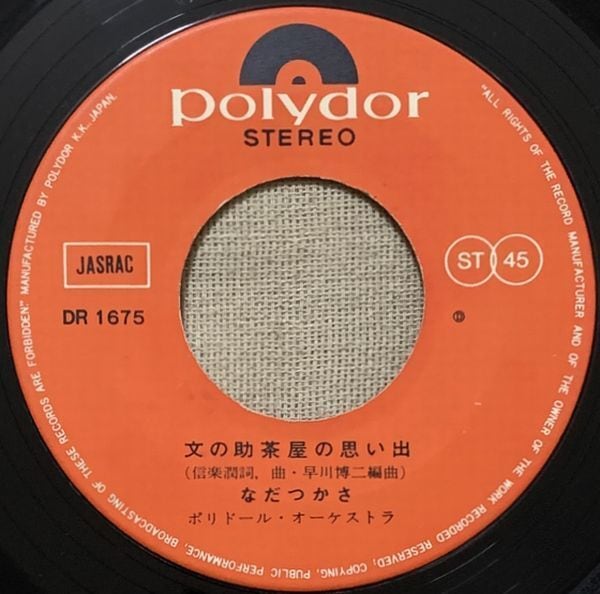 polydor
STEREO
JASRAC
ST 45
DR 1675
文の助茶屋の思い出
(信楽潤詞, 曲・早川博二編曲)
なだつかさ
ポリドール・オーケストラ
"ALL RIGHTS OF THE RECORD MANUFACTURER AND OF THE OWNER OF THE WORK RECORDED RESERVED; COPYING, PUBLIC PERFORMANCE, BROADCASTING OF THESE RECORDS ARE FORBIDDEN." MANUFACTURED BY POLYDOR K.K., JAPAN.